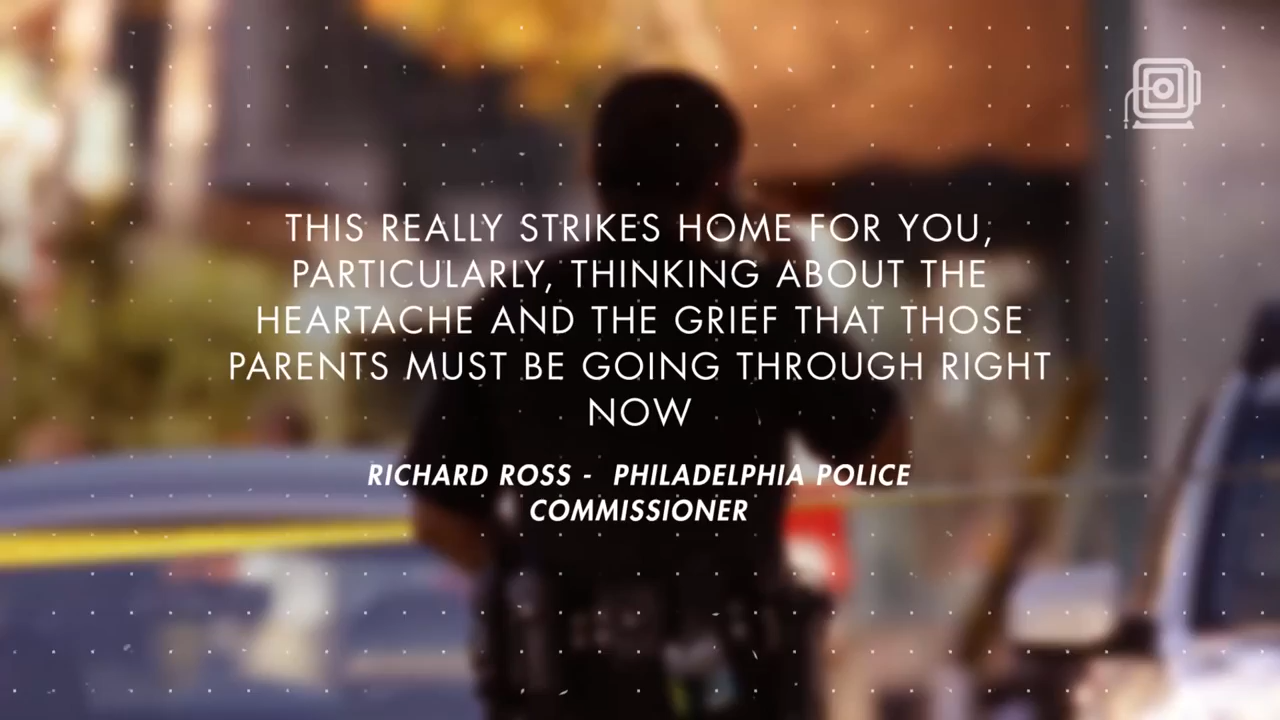 THIS REALLY STRIKES HOME FOR YOU,
PARTICULARLY, THINKING ABOUT THE
HEARTACHE AND THE GRIEF THAT THOSE
PARENTS MUST BE GOING THROUGH RIGHT
NOW
RICHARD ROSS - PHILADELPHIA POLICE
COMMISSIONER